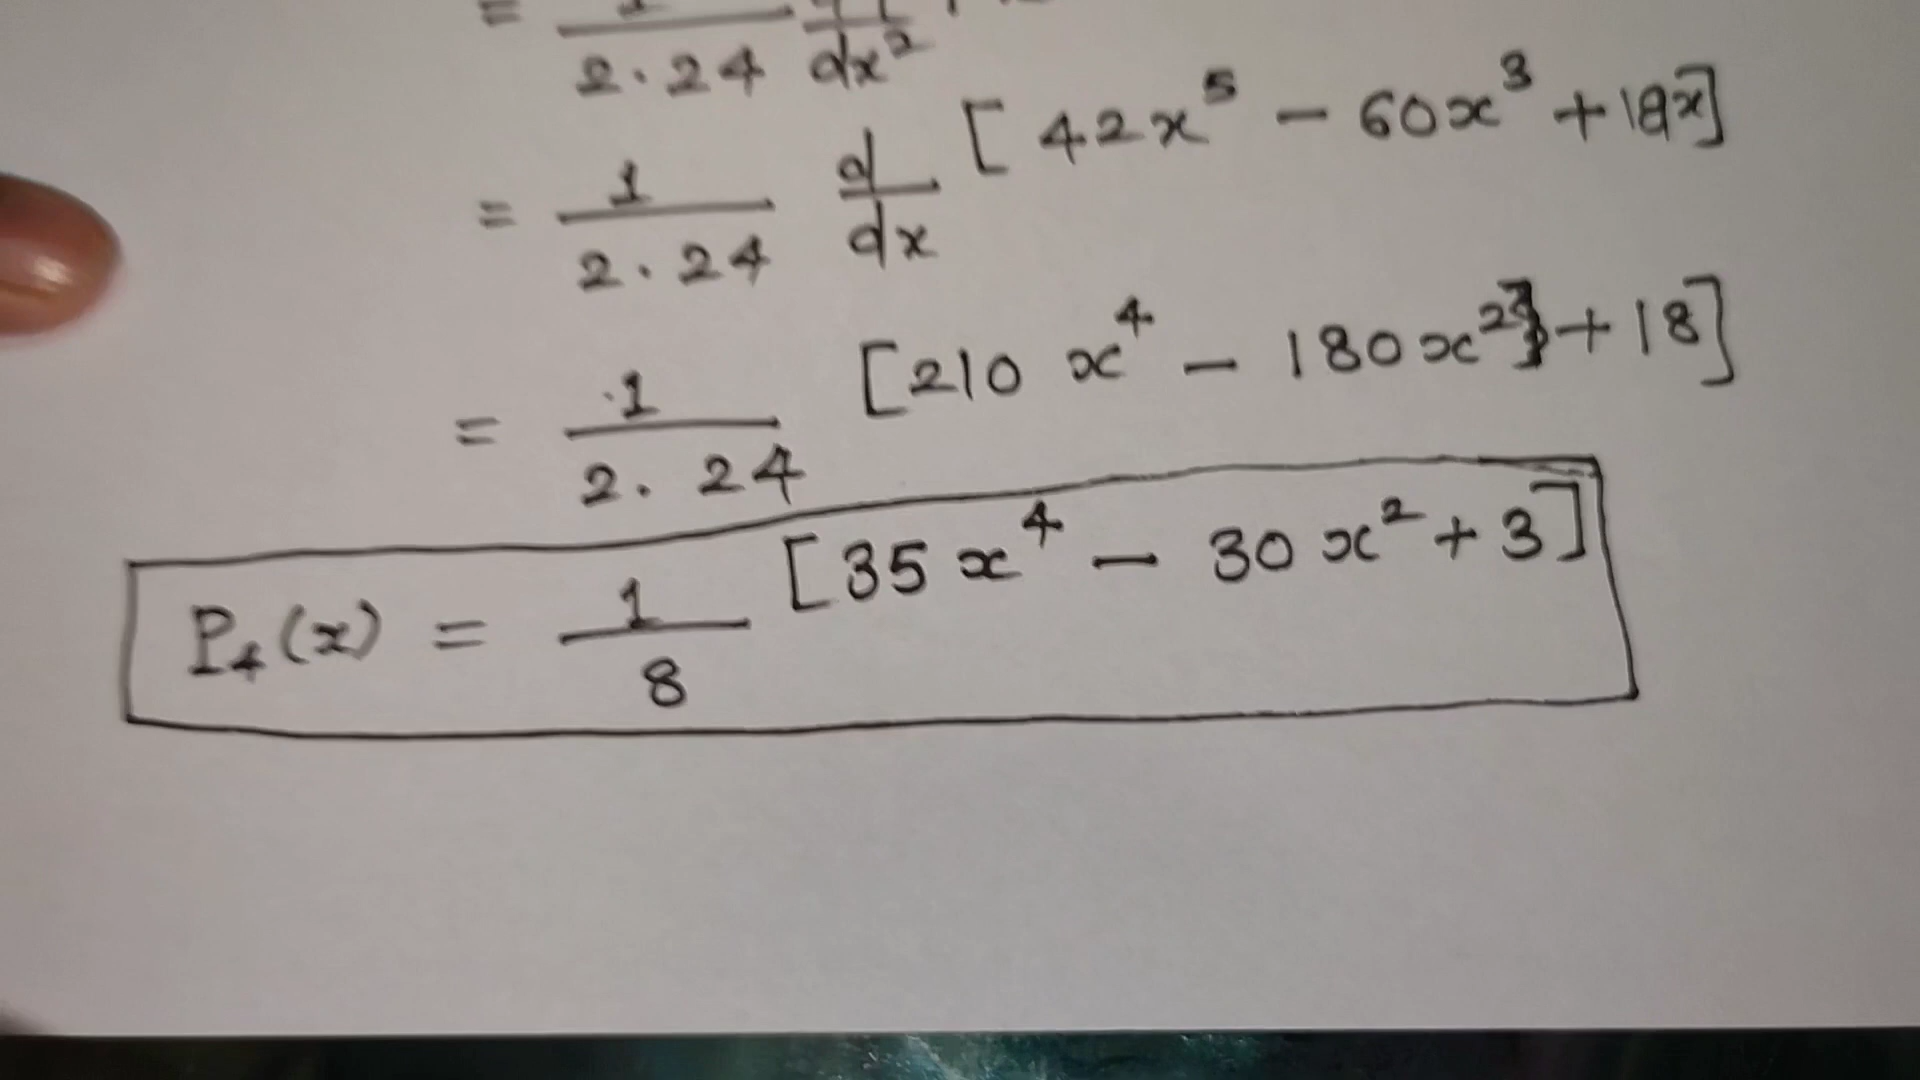 = 1/2.24 d/dx²
= 1/2.24 d/dx [42x⁵ - 60x³ + 18x]
= 1/2.24 [210x⁴ - 180x² + 18]
P₄(x) = 1/8 [35x⁴ - 30x² + 3]